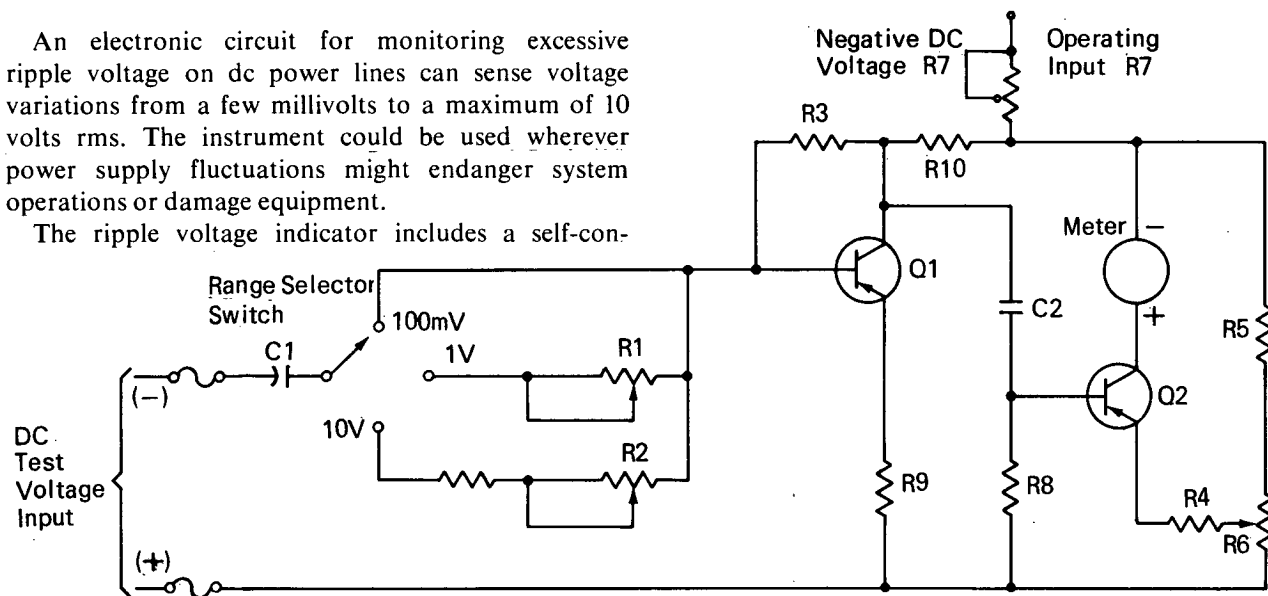 An electronic circuit for monitoring excessive
ripple voltage on dc power lines can sense voltage
variations from a few millivolts to a maximum of 10
volts rms. The instrument could be used wherever
power supply fluctuations might endanger system
operations or damage equipment.
The ripple voltage indicator includes a self-con-
Negative DC
Voltage R7
Operating
Input R7
R3
R10
Meter
-
+
Q1
C2
R5
Range Selector
Switch
100mV
C1
1V
R1
(-)
10V
R2
Q2
DC
Test
Voltage
Input
R9
R8
R4
R6
(+)